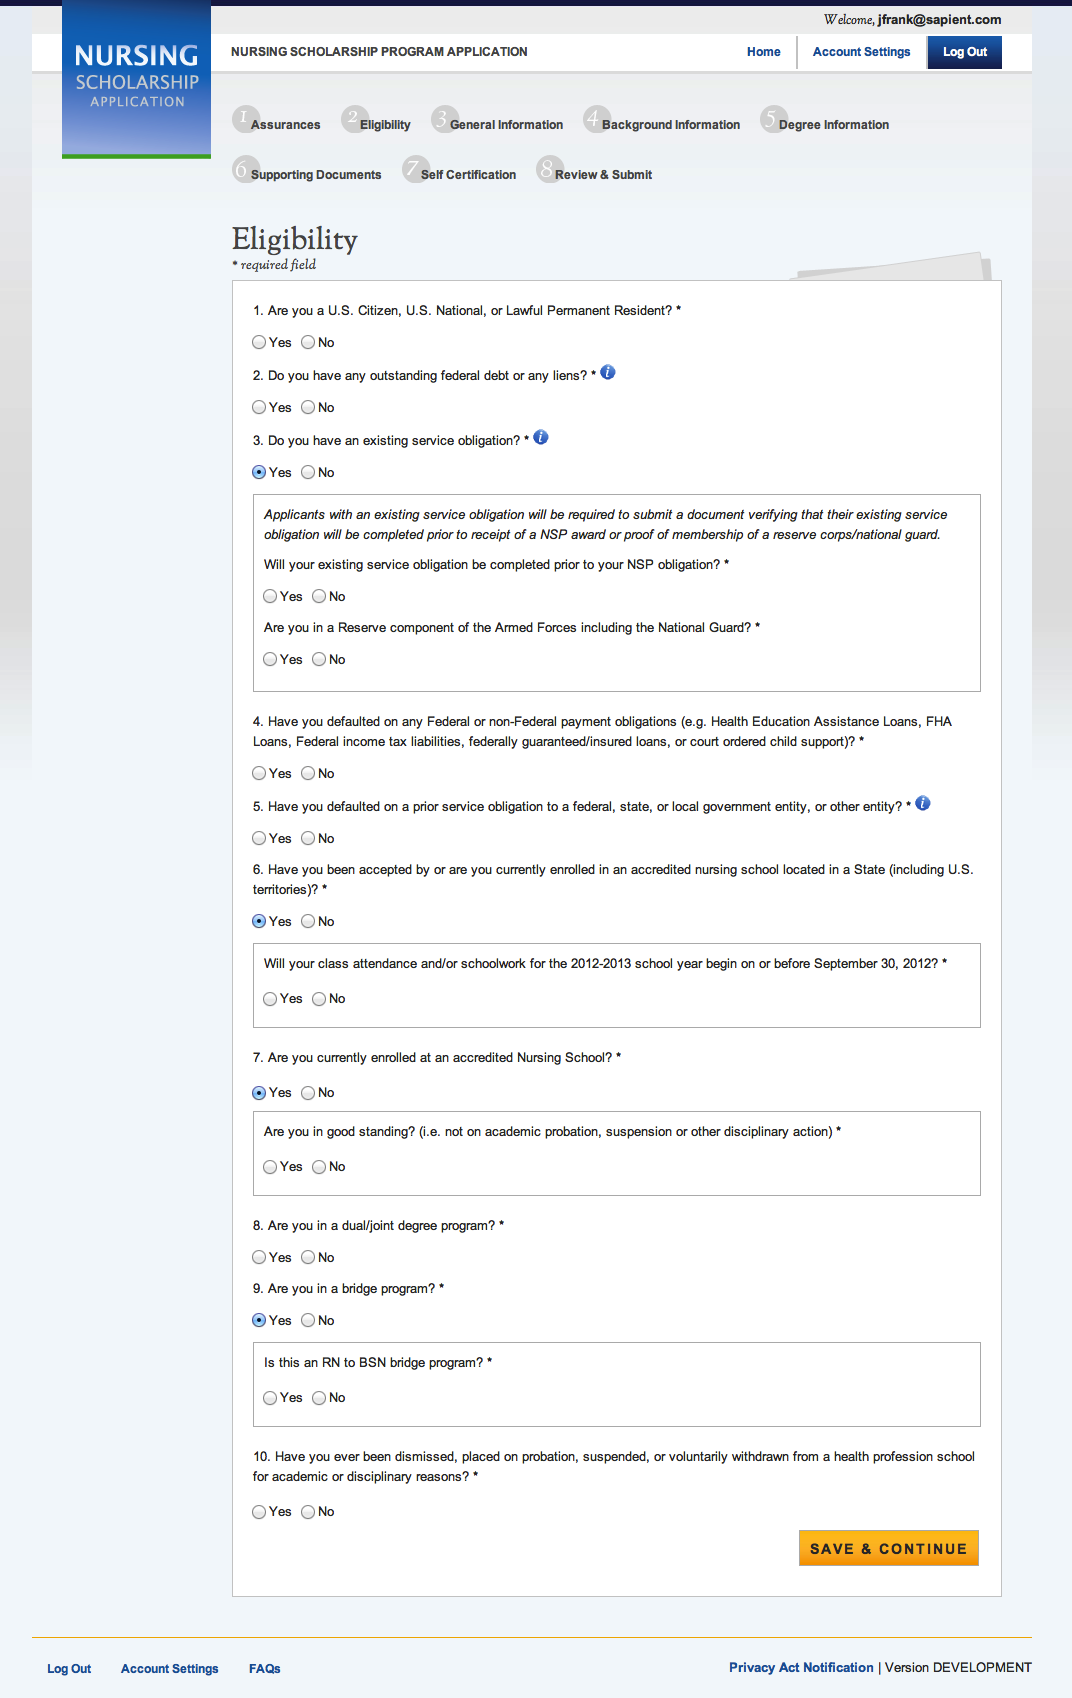 Welcome, jfrank@sapient.com
NURSING
SCHOLARSHIP
APPLICATION
NURSING SCHOLARSHIP PROGRAM APPLICATION
Home
Account Settings
Log Out
1 Assurances
2 Eligibility
3 General Information
4 Background Information
5 Degree Information
6 Supporting Documents
7 Self Certification
8 Review & Submit
Eligibility
* required field
1. Are you a U.S. Citizen, U.S. National, or Lawful Permanent Resident? *
Yes No
2. Do you have any outstanding federal debt or any liens? * i
Yes No
3. Do you have an existing service obligation? * i
Yes No
Applicants with an existing service obligation will be required to submit a document verifying that their existing service
obligation will be completed prior to receipt of a NSP award or proof of membership of a reserve corps/national guard.
Will your existing service obligation be completed prior to your NSP obligation? *
Yes No
Are you in a Reserve component of the Armed Forces including the National Guard? *
Yes No
4. Have you defaulted on any Federal or non-Federal payment obligations (e.g. Health Education Assistance Loans, FHA
Loans, Federal income tax liabilities, federally guaranteed/insured loans, or court ordered child support)? *
Yes No
5. Have you defaulted on a prior service obligation to a federal, state, or local government entity, or other entity? * i
Yes No
6. Have you been accepted by or are you currently enrolled in an accredited nursing school located in a State (including U.S.
territories)? *
Yes No
Will your class attendance and/or schoolwork for the 2012-2013 school year begin on or before September 30, 2012? *
Yes No
7. Are you currently enrolled at an accredited Nursing School? *
Yes No
Are you in good standing? (i.e. not on academic probation, suspension or other disciplinary action) *
Yes No
8. Are you in a dual/joint degree program? *
Yes No
9. Are you in a bridge program? *
Yes No
Is this an RN to BSN bridge program? *
Yes No
10. Have you ever been dismissed, placed on probation, suspended, or voluntarily withdrawn from a health profession school
for academic or disciplinary reasons? *
Yes No
SAVE & CONTINUE
Log Out
Account Settings
FAQs
Privacy Act Notification | Version DEVELOPMENT